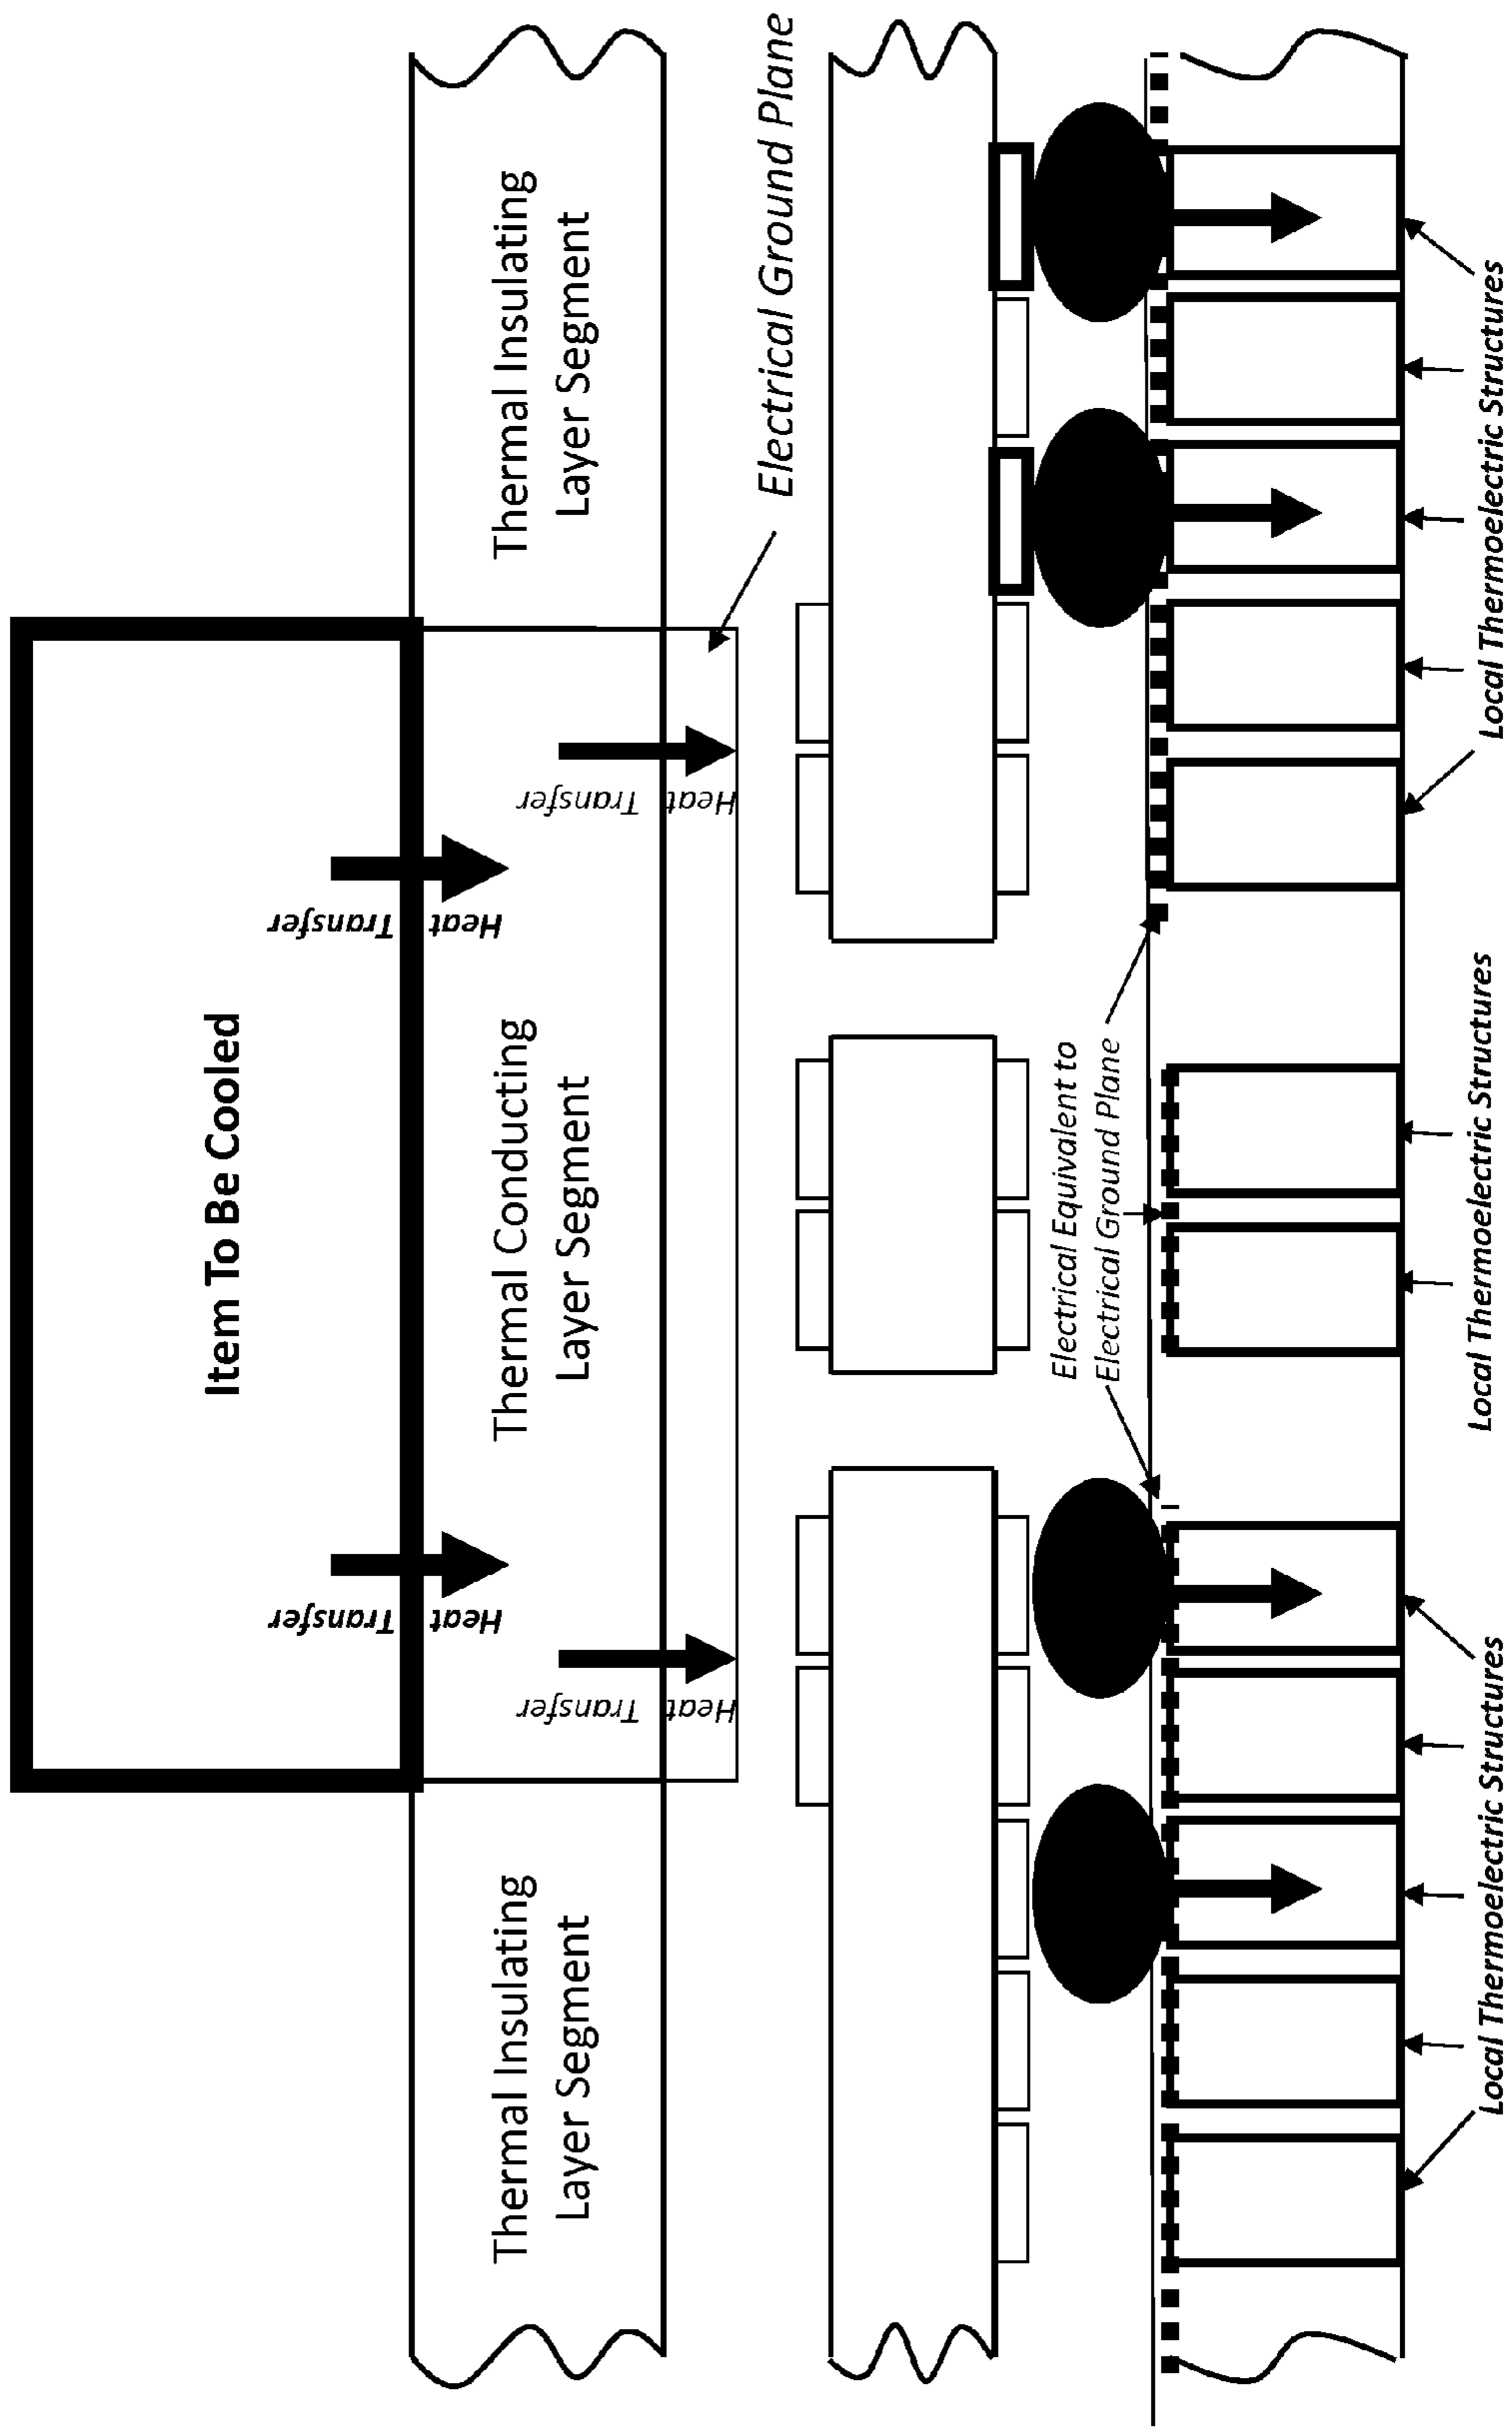 Item To Be Cooled
Heat Transfer
Heat Transfer
Thermal Insulating
Layer Segment
Thermal Conducting
Layer Segment
Thermal Insulating
Layer Segment
Heat Transfer
Heat Transfer
Electrical Ground Plane
Electrical Equivalent to
Electrical Ground Plane
Local Thermoelectric Structures
Local Thermoelectric Structures
Local Thermoelectric Structures